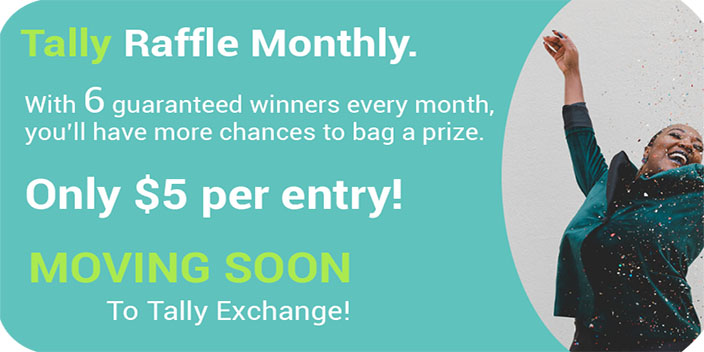 Tally Raffle Monthly.
With 6 guaranteed winners every month,
you'll have more chances to bag a prize.
Only $5 per entry!
MOVING SOON
To Tally Exchange!